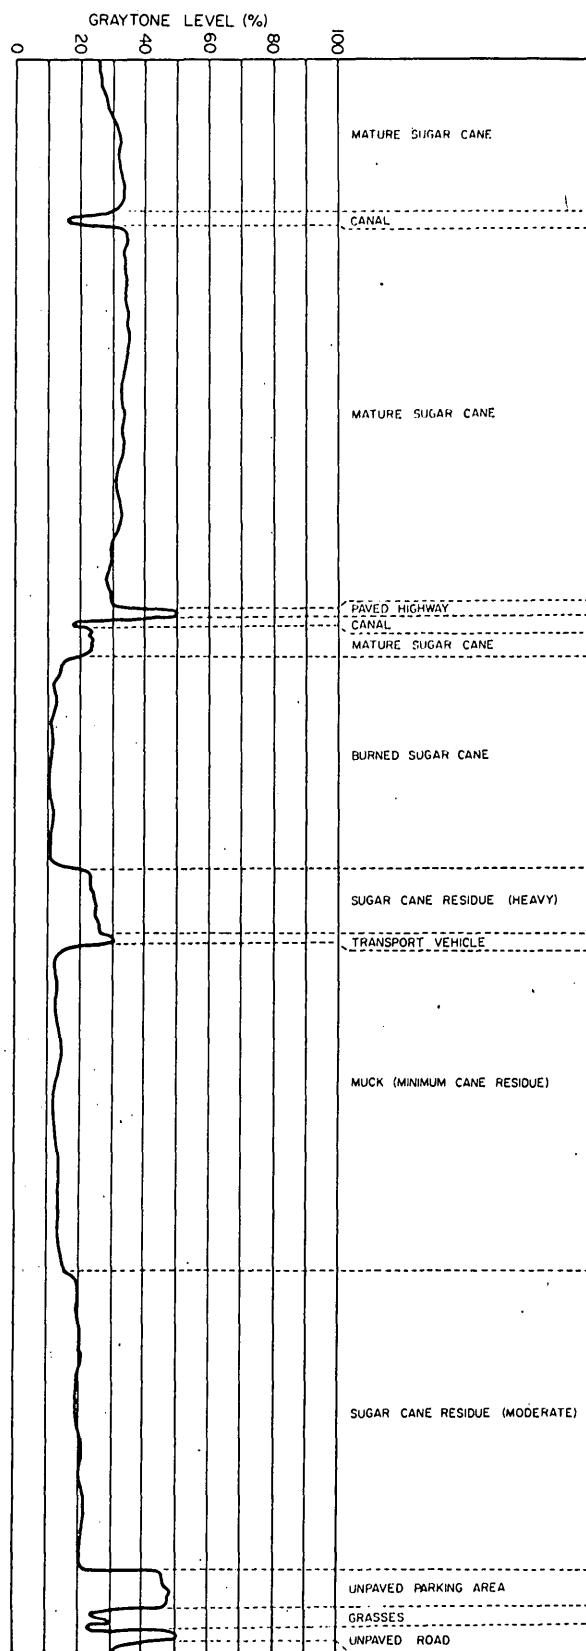 GRAYTONE LEVEL (%)
0
20
40
60
80
100
MATURE SUGAR CANE
CANAL
MATURE SUGAR CANE
PAVED HIGHWAY
CANAL
MATURE SUGAR CANE
BURNED SUGAR CANE
SUGAR CANE RESIDUE (HEAVY)
TRANSPORT VEHICLE
MUCK (MINIMUM CANE RESIDUE)
SUGAR CANE RESIDUE (MODERATE)
UNPAVED PARKING AREA
GRASSES
UNPAVED ROAD